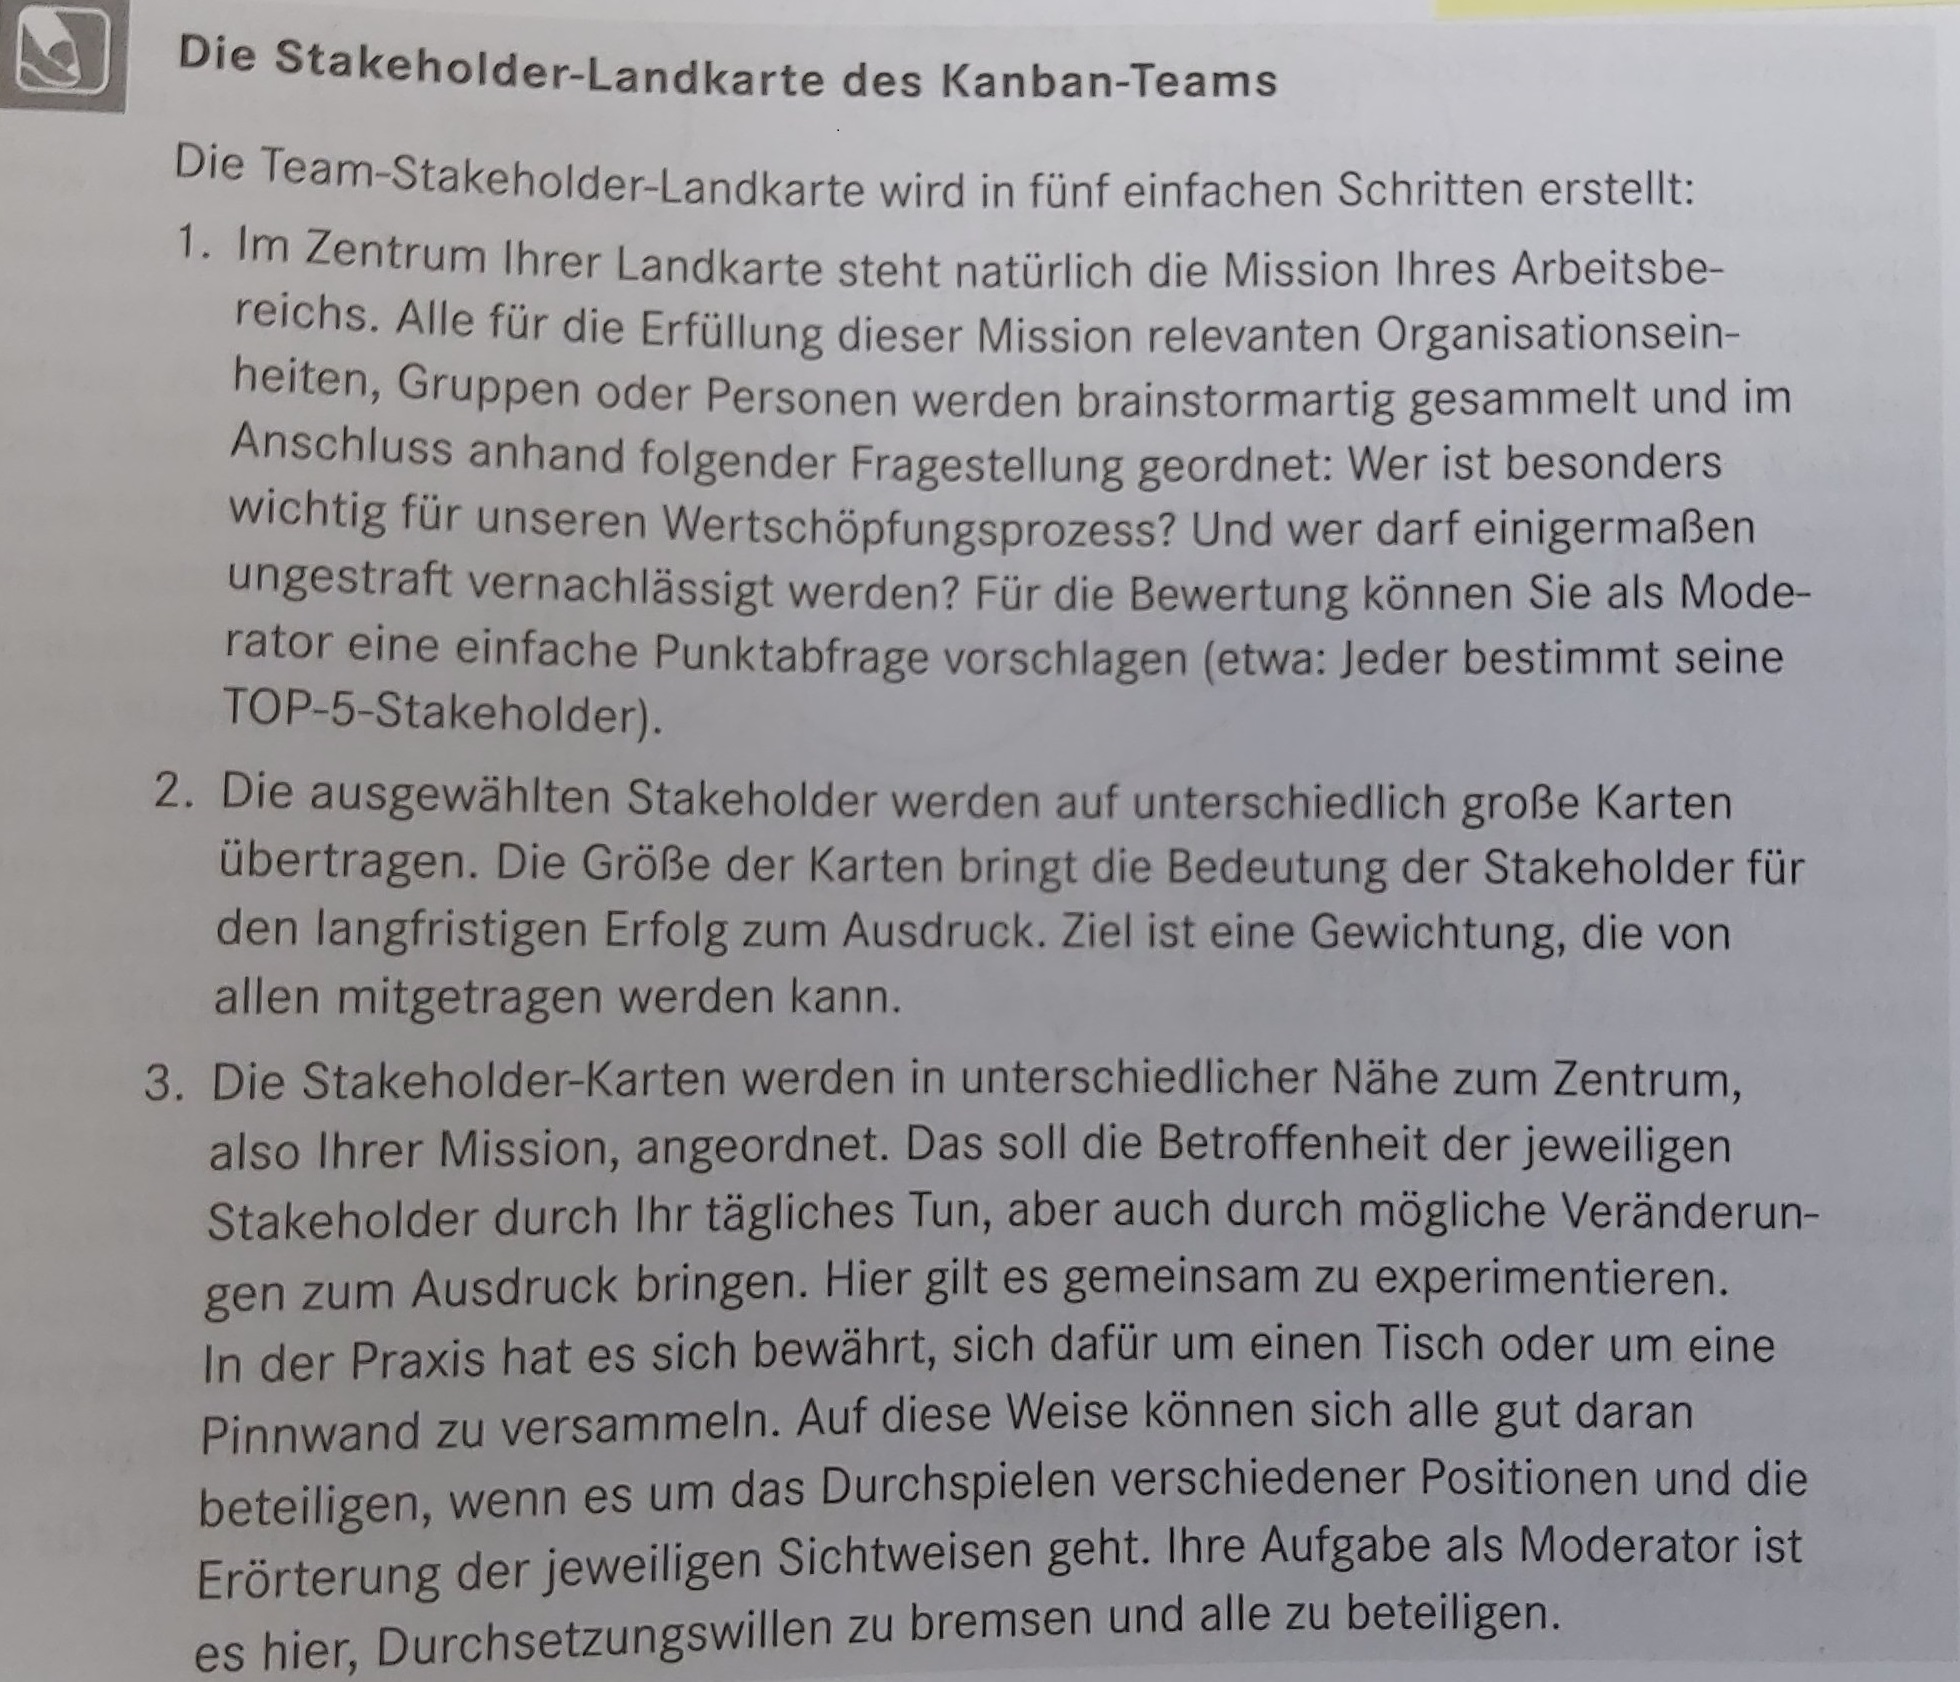 Die Stakeholder-Landkarte des Kanban-Teams
Die Team-Stakeholder-Landkarte wird in fünf einfachen Schritten erstellt:
1. Im Zentrum Ihrer Landkarte steht natürlich die Mission Ihres Arbeitsbe-
reichs. Alle für die Erfüllung dieser Mission relevanten Organisationsein-
heiten, Gruppen oder Personen werden brainstormartig gesammelt und im
Anschluss anhand folgender Fragestellung geordnet: Wer ist besonders
wichtig für unseren Wertschöpfungsprozess? Und wer darf einigermaßen
ungestraft vernachlässigt werden? Für die Bewertung können Sie als Mode-
rator eine einfache Punktabfrage vorschlagen (etwa: Jeder bestimmt seine
TOP-5-Stakeholder).
2. Die ausgewählten Stakeholder werden auf unterschiedlich große Karten
übertragen. Die Größe der Karten bringt die Bedeutung der Stakeholder für
den langfristigen Erfolg zum Ausdruck. Ziel ist eine Gewichtung, die von
allen mitgetragen werden kann.
3. Die Stakeholder-Karten werden in unterschiedlicher Nähe zum Zentrum,
also Ihrer Mission, angeordnet. Das soll die Betroffenheit der jeweiligen
Stakeholder durch Ihr tägliches Tun, aber auch durch mögliche Veränderun-
gen zum Ausdruck bringen. Hier gilt es gemeinsam zu experimentieren.
In der Praxis hat es sich bewährt, sich dafür um einen Tisch oder um eine
Pinnwand zu versammeln. Auf diese Weise können sich alle gut daran
beteiligen, wenn es um das Durchspielen verschiedener Positionen und die
Erörterung der jeweiligen Sichtweisen geht. Ihre Aufgabe als Moderator ist
es hier, Durchsetzungswillen zu bremsen und alle zu beteiligen.